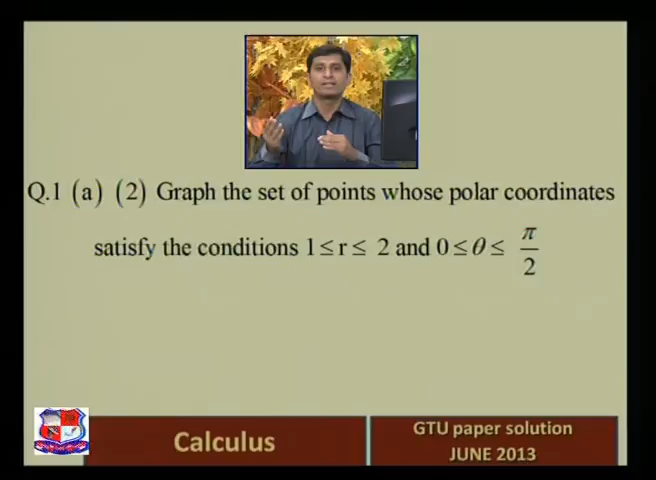 Q.1 (a) (2) Graph the set of points whose polar coordinates
satisfy the conditions 1 ≤ r ≤ 2 and 0 ≤ θ ≤ π/2
Calculus
GTU paper solution
JUNE 2013